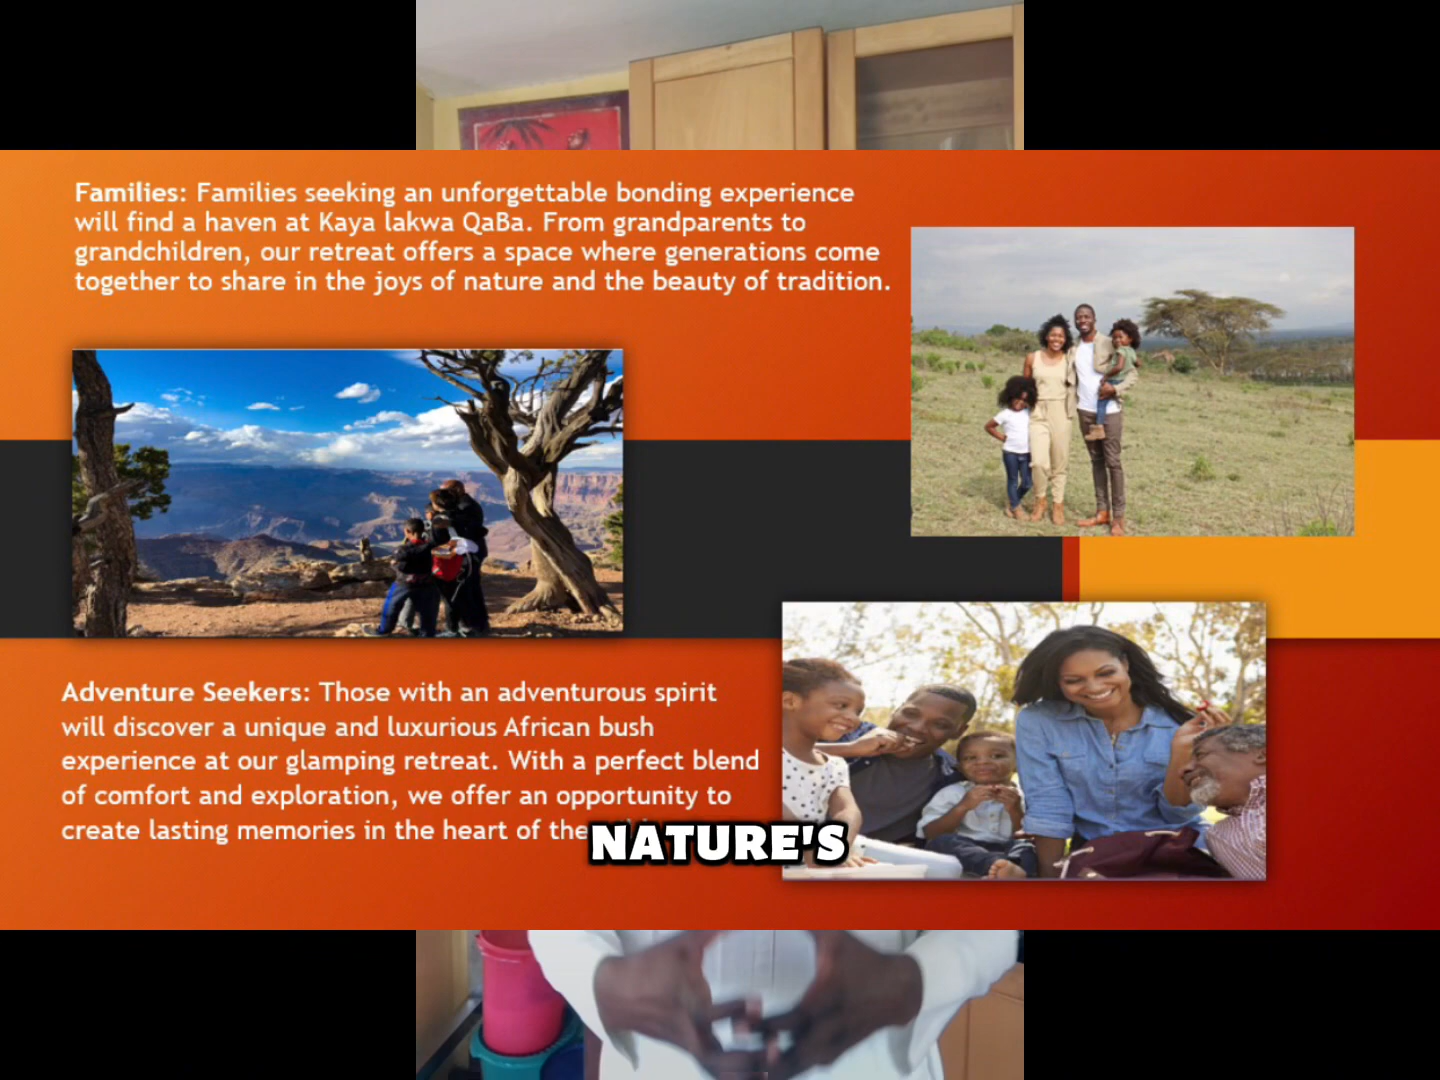 Families: Families seeking an unforgettable bonding experience
will find a haven at Kaya lakwa QaBa. From grandparents to
grandchildren, our retreat offers a space where generations come
together to share in the joys of nature and the beauty of tradition.
Adventure Seekers: Those with an adventurous spirit
will discover a unique and luxurious African bush
experience at our glamping retreat. With a perfect blend
of comfort and exploration, we offer an opportunity to
create lasting memories in the heart of the
NATURE'S